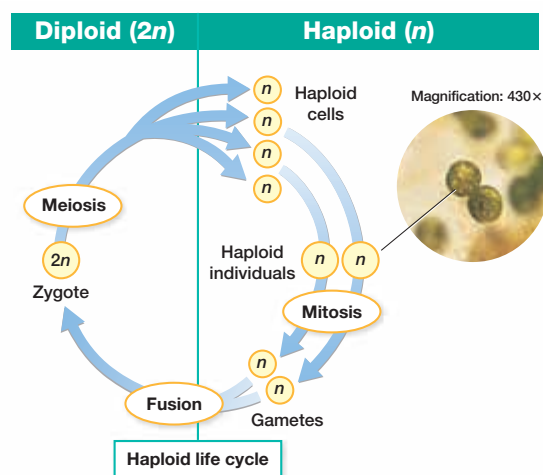 Diploid (2n)
Haploid (n)
n
n
n
n
Haploid
cells
Magnification: 430×
Meiosis
2n
Zygote
Haploid
individuals
n
n
Mitosis
n
n
Gametes
Fusion
Haploid life cycle